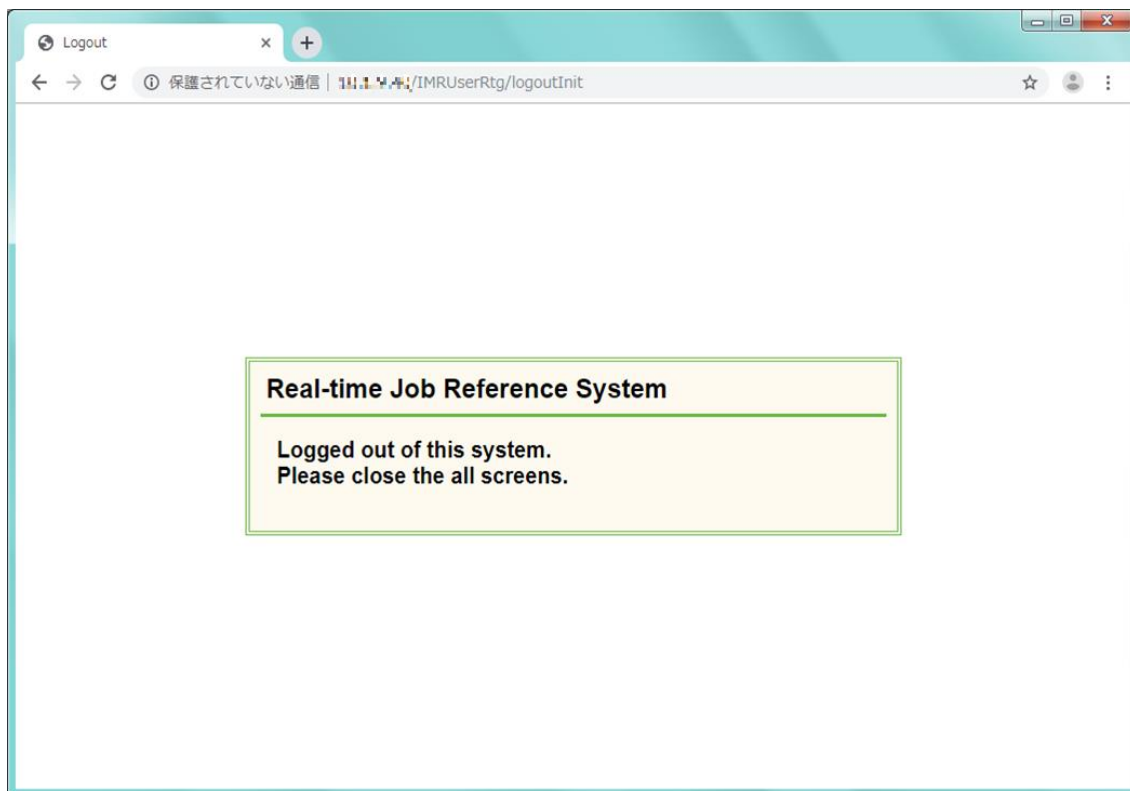 Logout
保護されていない通信 | /IMRUserRtg/logoutInit
Real-time Job Reference System
Logged out of this system.
Please close the all screens.